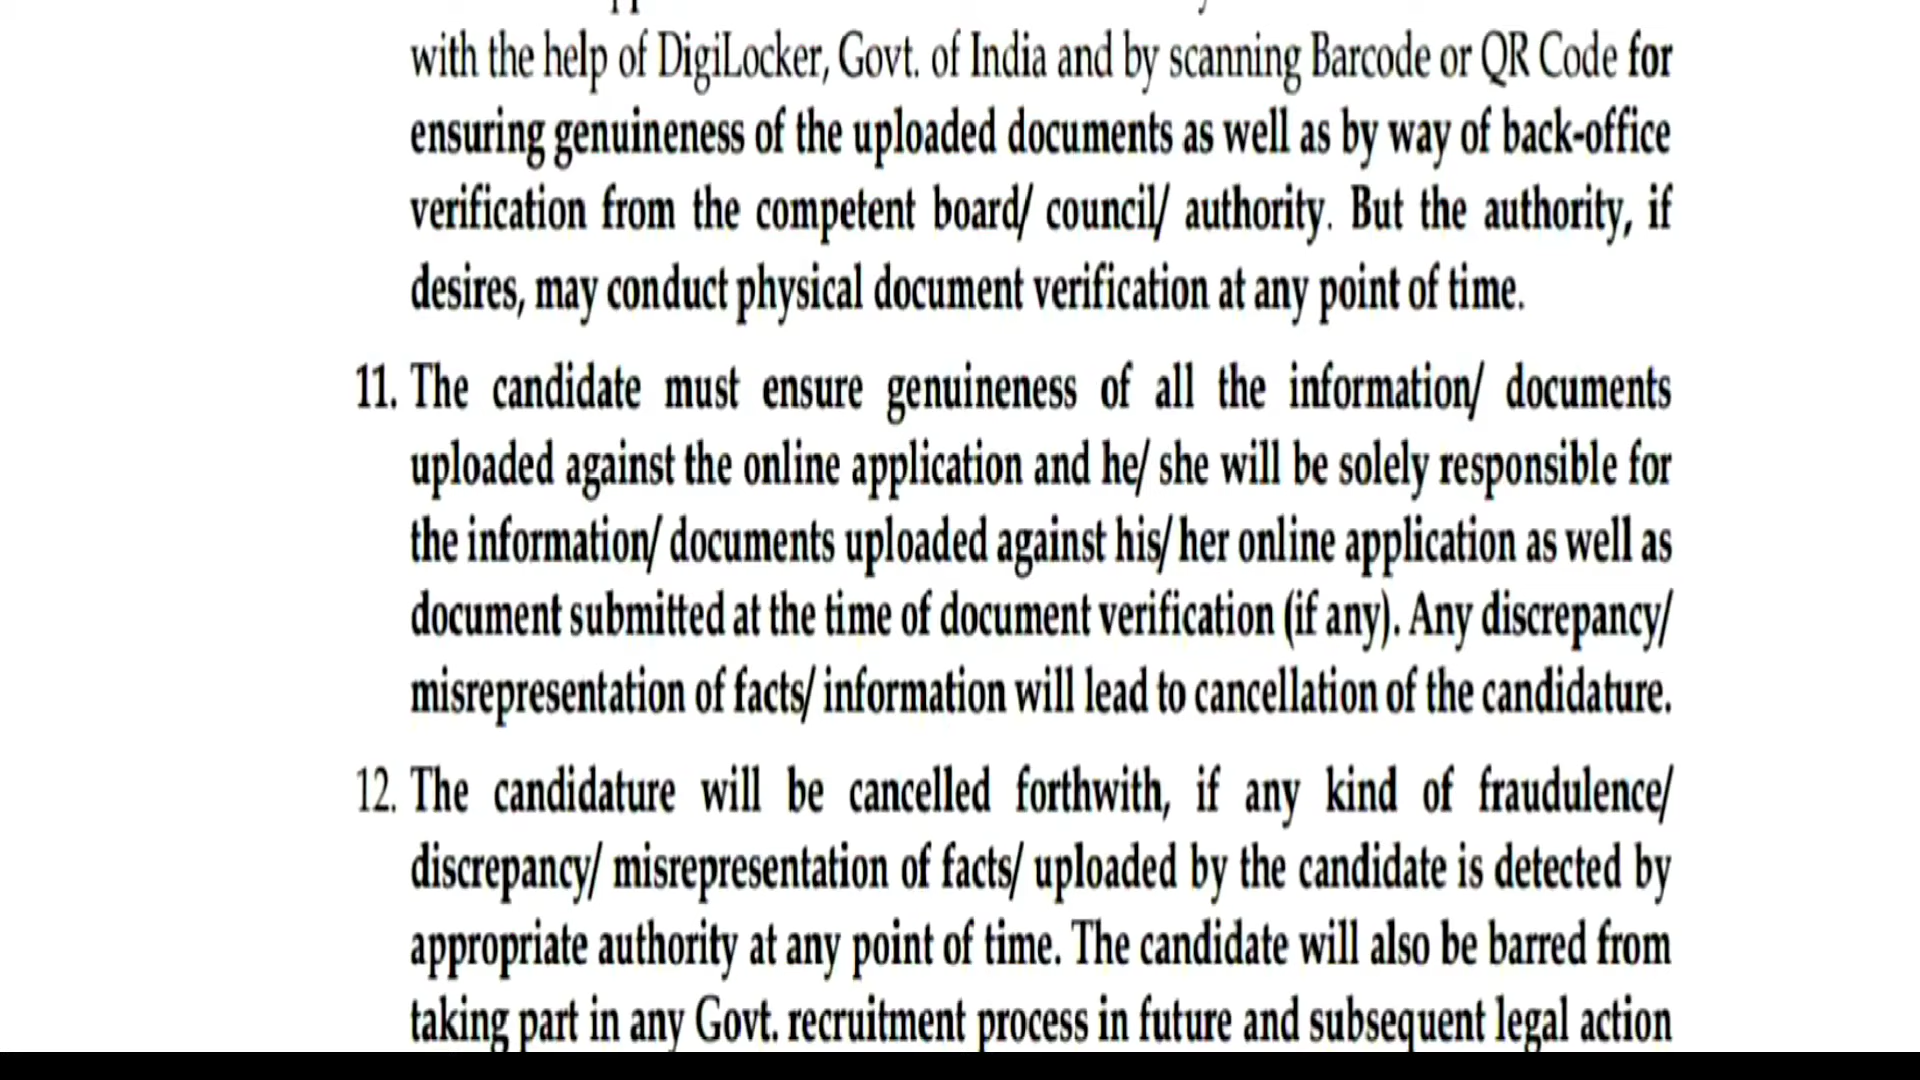 with the help of DigiLocker, Govt. of India and by scanning Barcode or QR Code for
ensuring genuineness of the uploaded documents as well as by way of back-office
verification from the competent board/ council/ authority. But the authority, if
desires, may conduct physical document verification at any point of time.
11. The candidate must ensure genuineness of all the information/ documents
uploaded against the online application and he/ she will be solely responsible for
the information/ documents uploaded against his/ her online application as well as
document submitted at the time of document verification (if any). Any discrepancy/
misrepresentation of facts/ information will lead to cancellation of the candidature.
12. The candidature will be cancelled forthwith, if any kind of fraudulence/
discrepancy/ misrepresentation of facts/ uploaded by the candidate is detected by
appropriate authority at any point of time. The candidate will also be barred from
taking part in any Govt. recruitment process in future and subsequent legal action